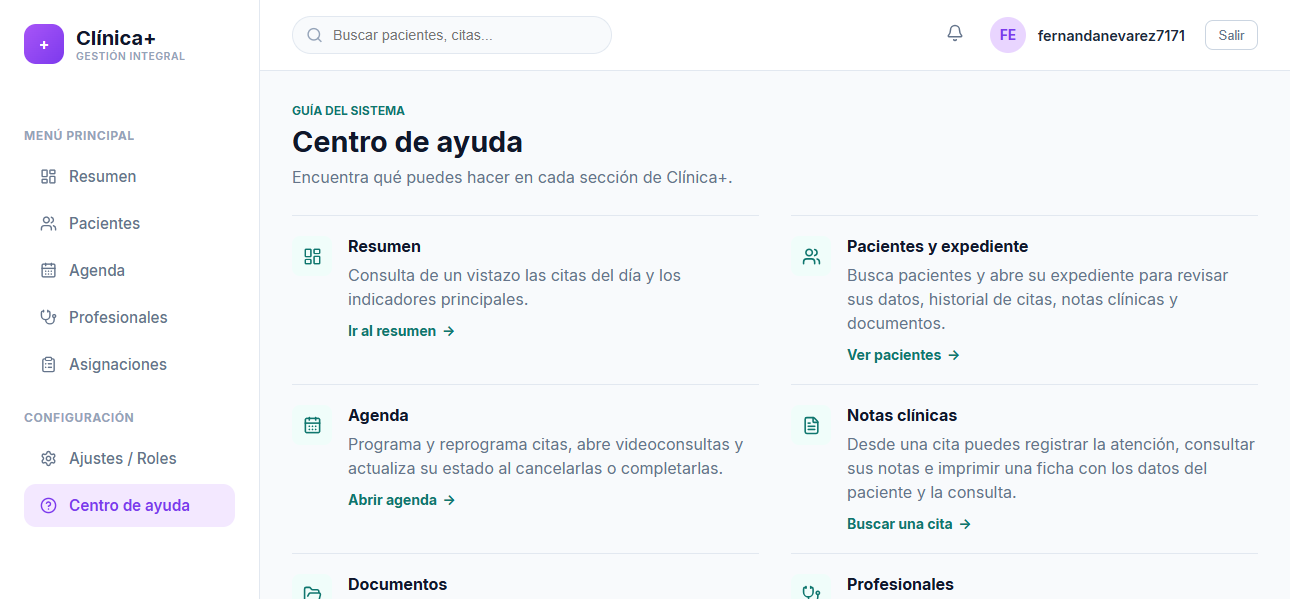 +
Clínica+
GESTIÓN INTEGRAL
MENÚ PRINCIPAL
Resumen
Pacientes
Agenda
Profesionales
Asignaciones
CONFIGURACIÓN
Ajustes / Roles
Centro de ayuda
Buscar pacientes, citas...
FE
fernandanevarez7171
Salir
GUÍA DEL SISTEMA
Centro de ayuda
Encuentra qué puedes hacer en cada sección de Clínica+.
Resumen
Consulta de un vistazo las citas del día y los
indicadores principales.
Ir al resumen →
Pacientes y expediente
Busca pacientes y abre su expediente para revisar
sus datos, historial de citas, notas clínicas y
documentos.
Ver pacientes →
Agenda
Programa y reprograma citas, abre videoconsultas y
actualiza su estado al cancelarlas o completarlas.
Abrir agenda →
Notas clínicas
Desde una cita puedes registrar la atención, consultar
sus notas e imprimir una ficha con los datos del
paciente y la consulta.
Buscar una cita →
Documentos
Profesionales